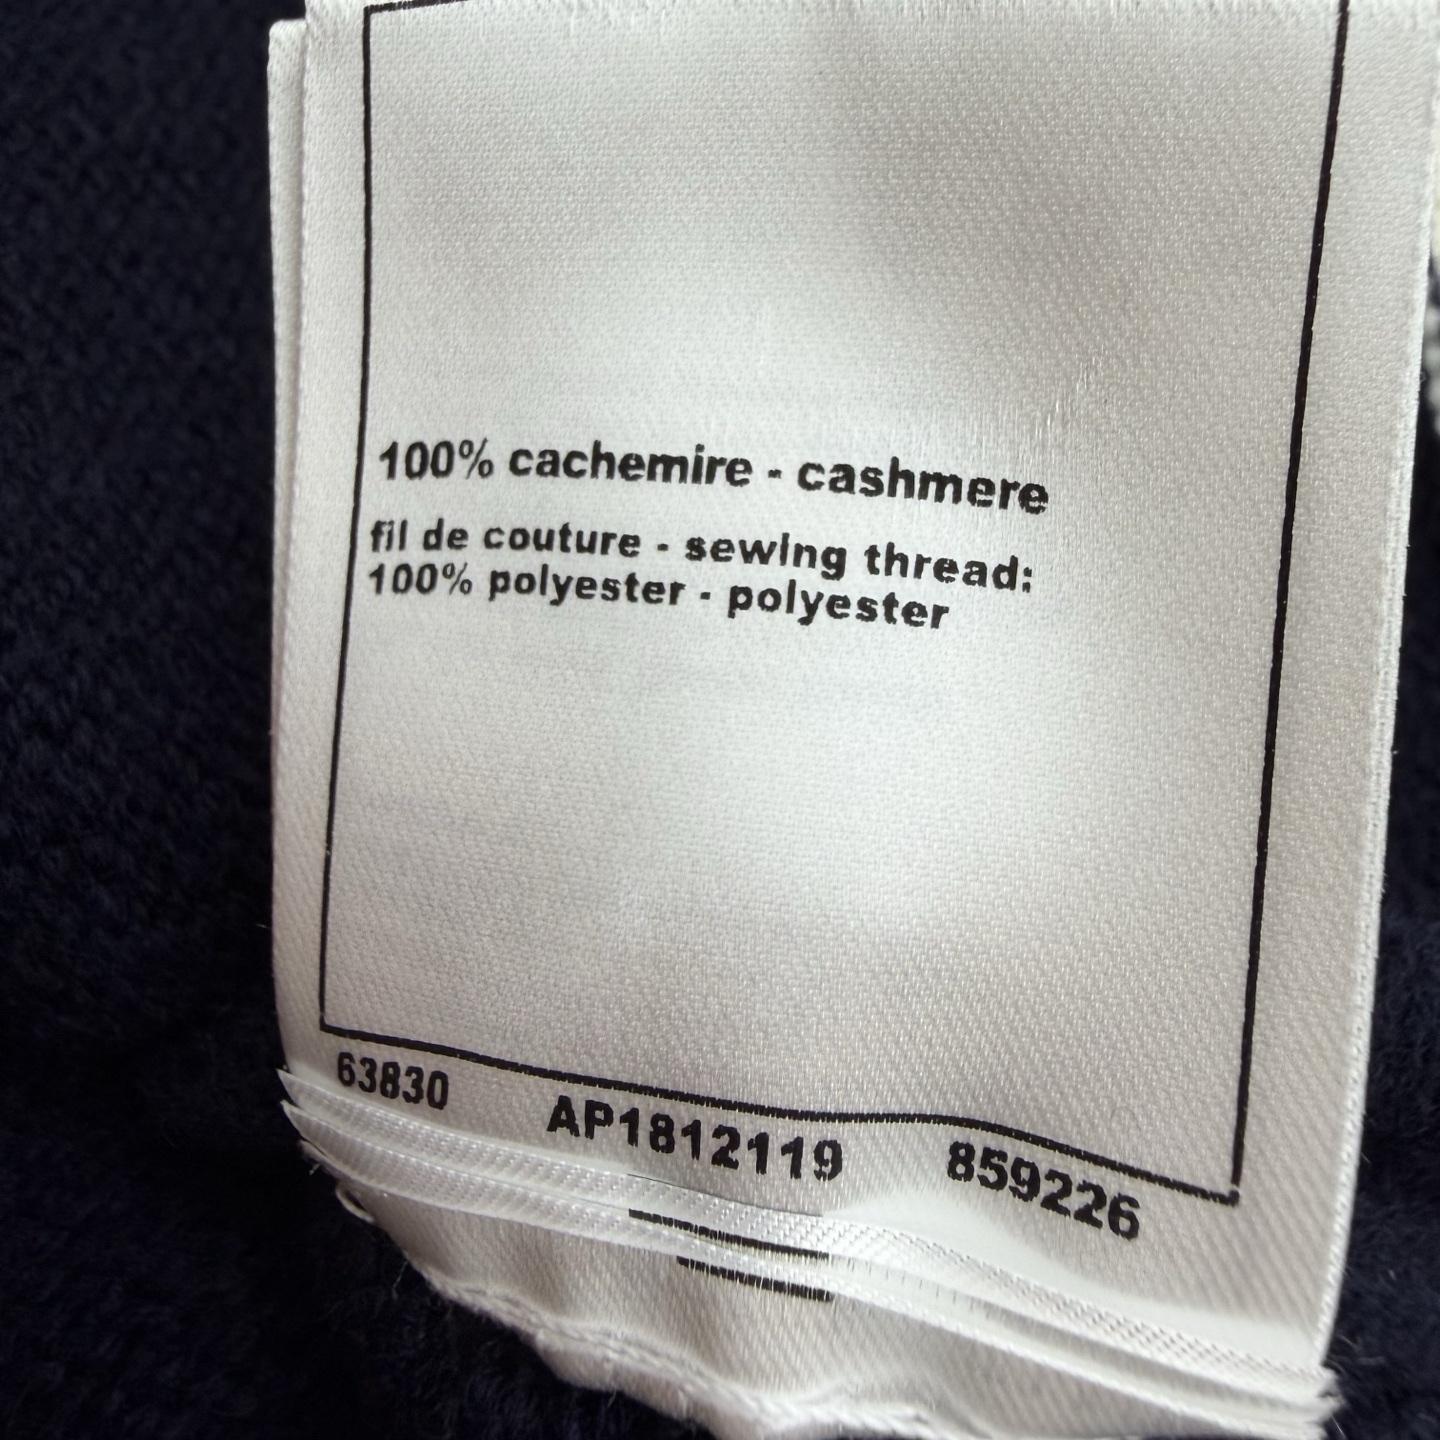 100% cachemire - cashmere
fil de couture - sewing thread:
100% polyester - polyester
63830 AP1812119 859226